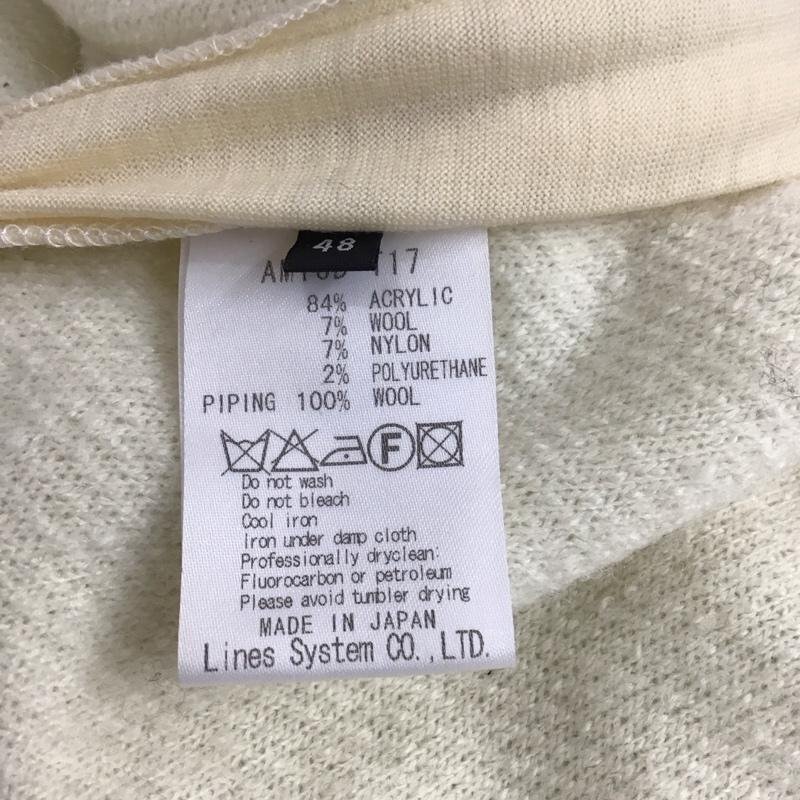 48
T17
84% ACRYLIC
7% WOOL
7% NYLON
2% POLYURETHANE
PIPING 100% WOOL
F
Do not wash
Do not bleach
Cool iron
Iron under damp cloth
Professionally dryclean:
Fluorocarbon or petroleum
Please avoid tumbler drying
MADE IN JAPAN
Lines System CO.,LTD.